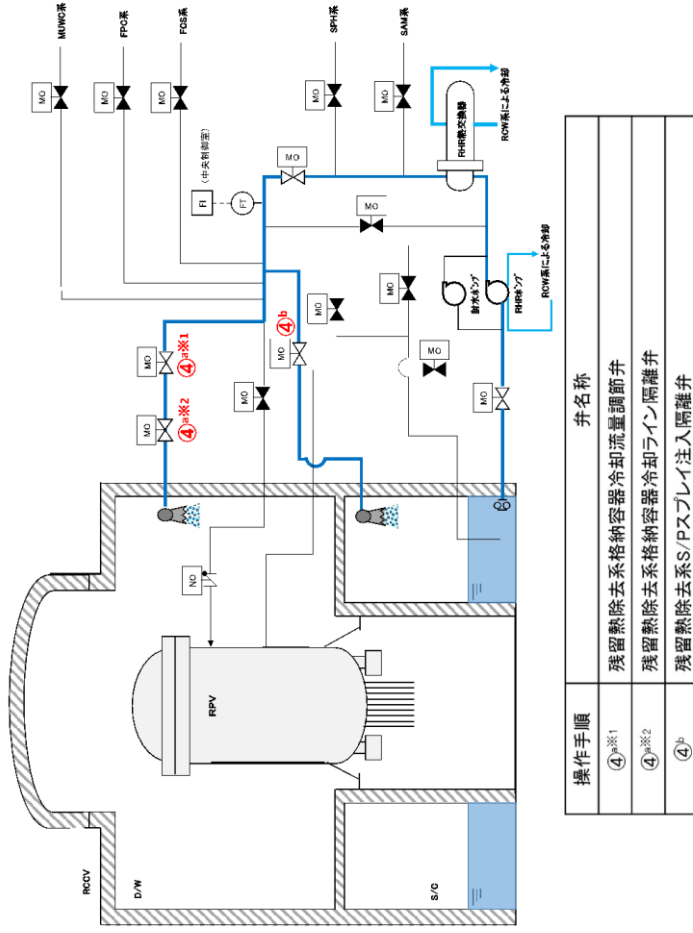 MUWC系
FPC系
FCS系
SPH系
SAM系
MO
MO
MO
MO
MO
FI
(中央制御室)
FT
MO
MO
RHR熱交換器
RCW系による冷却
MO
④a※1
MO
④a※2
MO
④b
MO
MO
MO
MO
封水ポンプ
RHRポンプ
RCW系による冷却
MO
NO
RPV
RCCV
D/W
S/C
操作手順 弁名称
④a※1 残留熱除去系格納容器冷却流量調節弁
④a※2 残留熱除去系格納容器冷却ライン隔離弁
④b 残留熱除去系S/Pスプレイ注入隔離弁